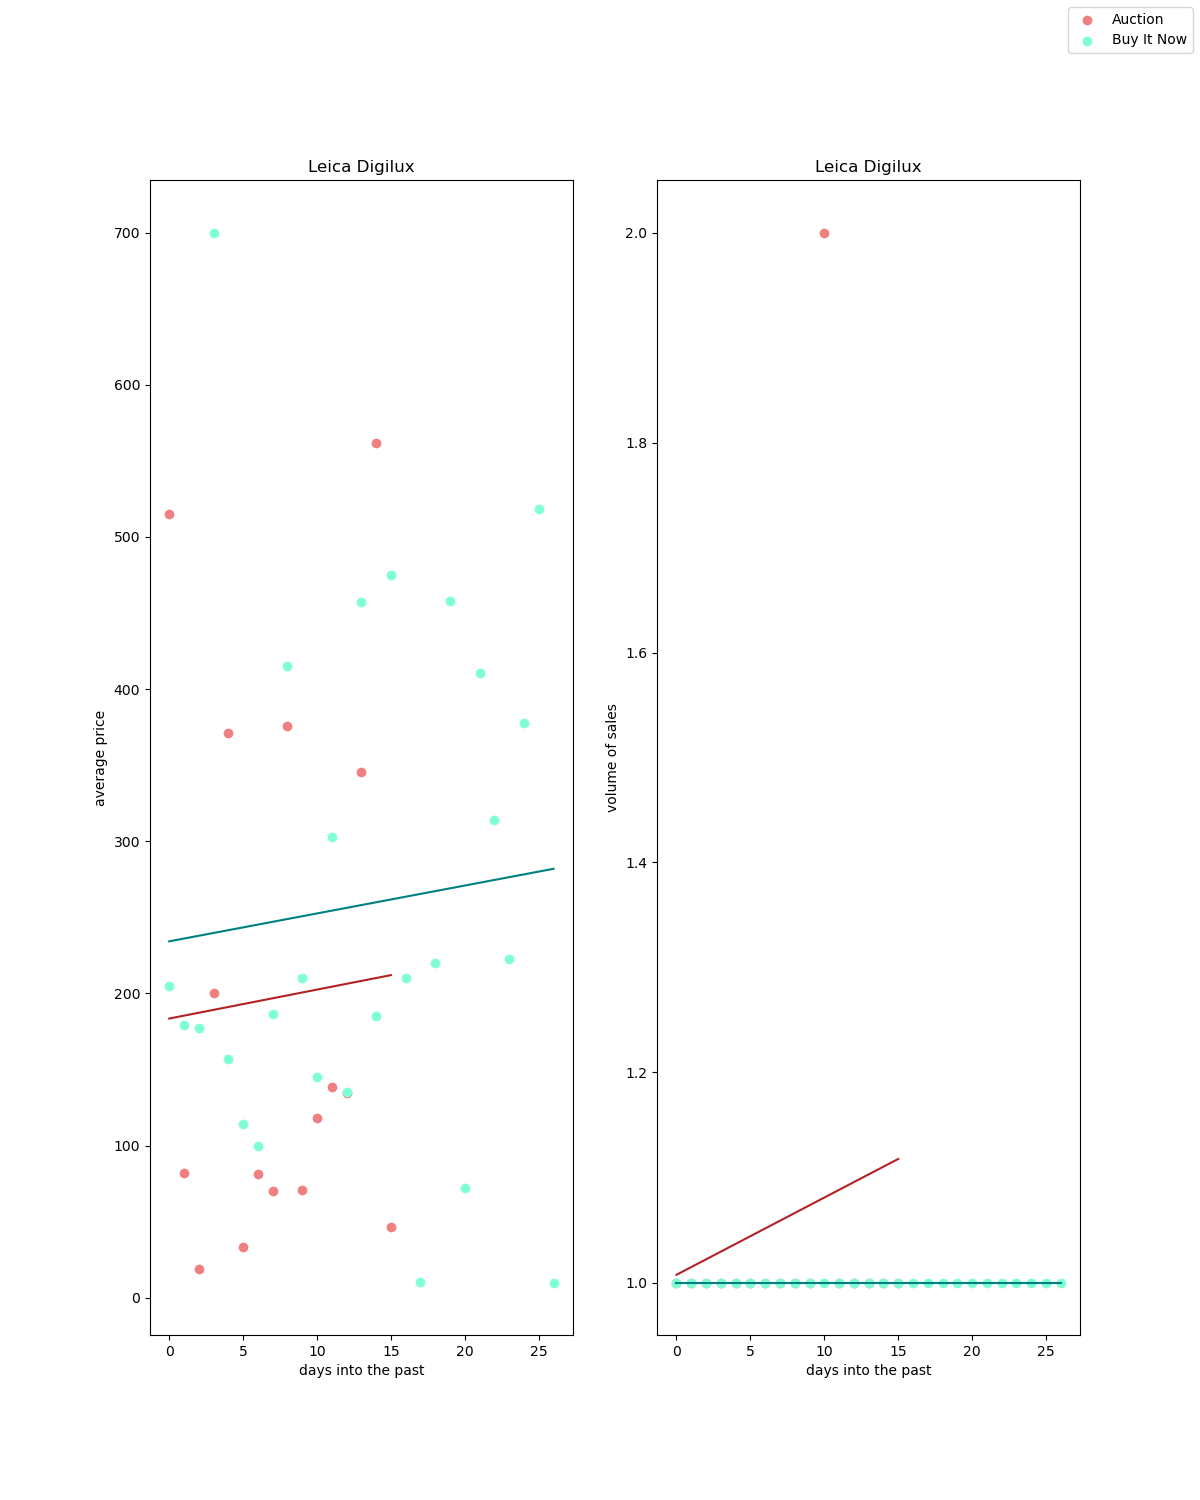 Auction
Buy It Now
Leica Digilux
700
600
500
400
300
200
100
0
average price
0 5 10 15 20 25
days into the past
Leica Digilux
2.0
1.8
1.6
1.4
1.2
1.0
volume of sales
0 5 10 15 20 25
days into the past